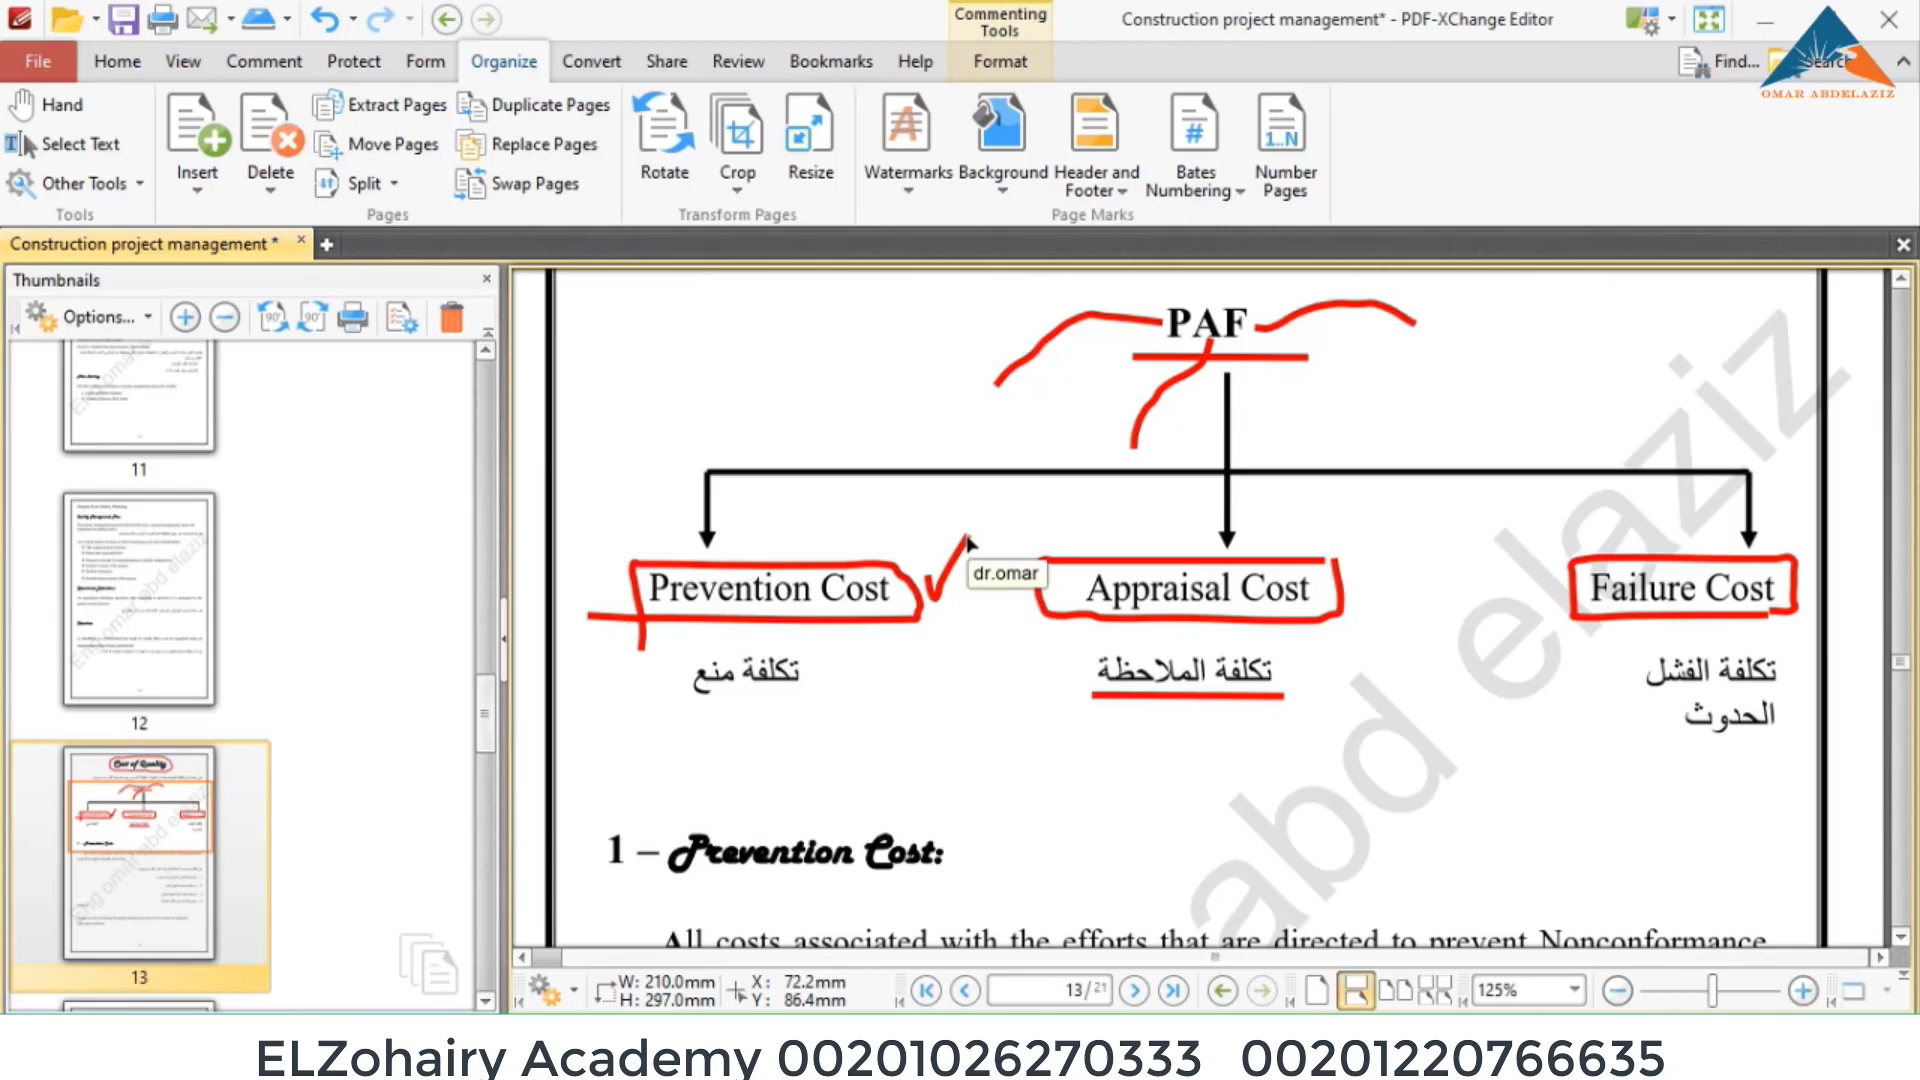 Commenting Tools
Construction project management* - PDF-XChange Editor
File Home View Comment Protect Form Organize Convert Share Review Bookmarks Help Format Find... Search
OMAR ABDELAZIZ
Hand
Select Text
Other Tools
Tools
Insert
Delete
Extract Pages
Move Pages
Split
Duplicate Pages
Replace Pages
Swap Pages
Pages
Rotate
Crop
Resize
Transform Pages
Watermarks
Background
Header and Footer
Bates Numbering
Number Pages
Page Marks
Construction project management *
Thumbnails
Options...
11
12
Cost of Quality
13
PAF
Prevention Cost
dr.omar
Appraisal Cost
Failure Cost
تكلفة منع
تكلفة الملاحظة
تكلفة الفشل
الحدوث
1 – Prevention Cost:
All costs associated with the efforts that are directed to prevent Nonconformance
abd elaziz
W: 210.0mm
H: 297.0mm
X: 72.2mm
Y: 86.4mm
13/21
125%
ELZohairy Academy 00201026270333 00201220766635